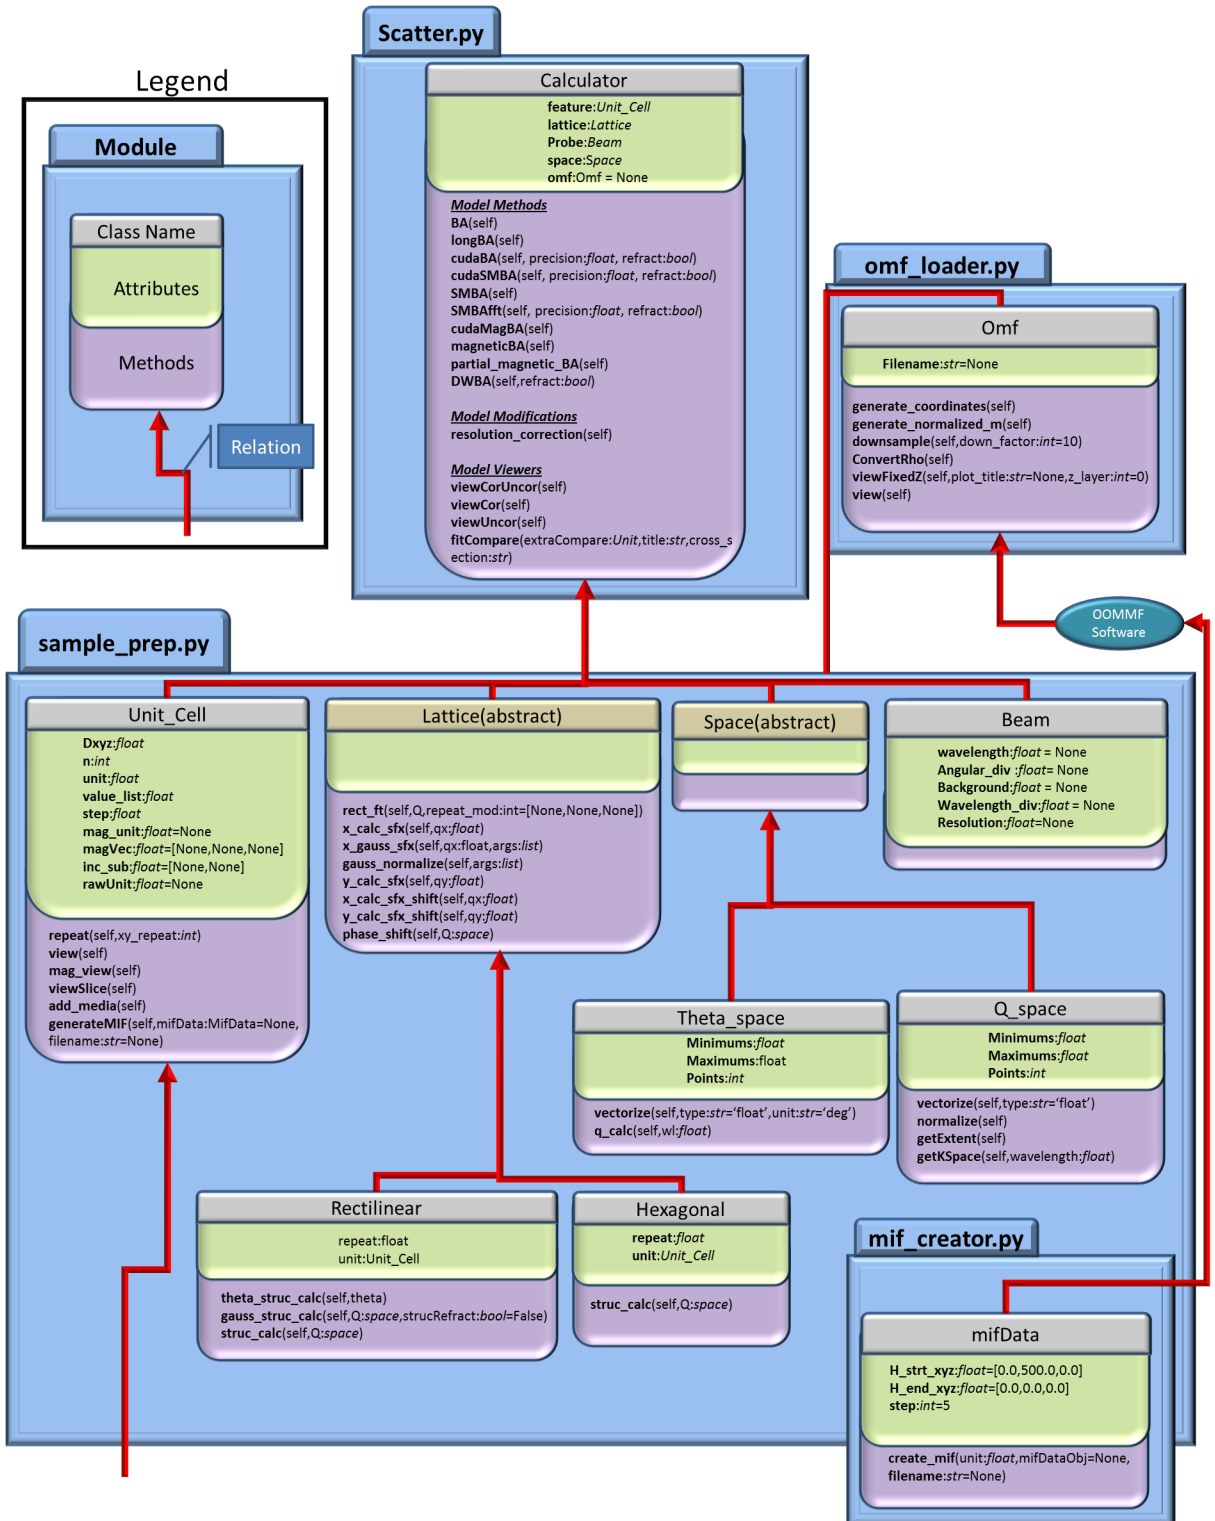 Legend
Module
Class Name
Attributes
Methods
Relation
Scatter.py
Calculator
feature:Unit_Cell
lattice:Lattice
Probe:Beam
space:Space
omf:Omf = None
Model Methods
BA(self)
longBA(self)
cudaBA(self, precision:float, refract:bool)
cudaSMBA(self, precision:float, refract:bool)
SMBA(self)
SMBAfft(self, precision:float, refract:bool)
cudaMagBA(self)
magneticBA(self)
partial_magnetic_BA(self)
DWBA(self,refract:bool)
Model Modifications
resolution_correction(self)
Model Viewers
viewCorUncor(self)
viewCor(self)
viewUncor(self)
fitCompare(extraCompare:Unit,title:str,cross_s
ection:str)
omf_loader.py
Omf
Filename:str=None
generate_coordinates(self)
generate_normalized_m(self)
downsample(self,down_factor:int=10)
ConvertRho(self)
viewFixedZ(self,plot_title:str=None,z_layer:int=0)
view(self)
OOMMF
Software
sample_prep.py
Unit_Cell
Dxyz:float
n:int
unit:float
value_list:float
step:float
mag_unit:float=None
magVec:float=[None,None,None]
inc_sub:float=[None,None]
rawUnit:float=None
repeat(self,xy_repeat:int)
view(self)
mag_view(self)
viewSlice(self)
add_media(self)
generateMIF(self,mifData:MifData=None,
filename:str=None)
Lattice(abstract)
rect_ft(self,Q,repeat_mod:int=[None,None,None])
x_calc_sfx(self,qx:float)
x_gauss_sfx(self,qx:float,args:list)
gauss_normalize(self,args:list)
y_calc_sfx(self,qy:float)
x_calc_sfx_shift(self,qx:float)
y_calc_sfx_shift(self,qy:float)
phase_shift(self,Q:space)
Space(abstract)
Beam
wavelength:float = None
Angular_div :float= None
Background:float = None
Wavelength_div:float = None
Resolution:float=None
Theta_space
Minimums:float
Maximums:float
Points:int
vectorize(self,type:str=‘float’,unit:str=‘deg’)
q_calc(self,wl:float)
Q_space
Minimums:float
Maximums:float
Points:int
vectorize(self,type:str=‘float’)
normalize(self)
getExtent(self)
getKSpace(self,wavelength:float)
Rectilinear
repeat:float
unit:Unit_Cell
theta_struc_calc(self,theta)
gauss_struc_calc(self,Q:space,strucRefract:bool=False)
struc_calc(self,Q:space)
Hexagonal
repeat:float
unit:Unit_Cell
struc_calc(self,Q:space)
mif_creator.py
mifData
H_strt_xyz:float=[0.0,500.0,0.0]
H_end_xyz:float=[0.0,0.0,0.0]
step:int=5
create_mif(unit:float,mifDataObj=None,
filename:str=None)